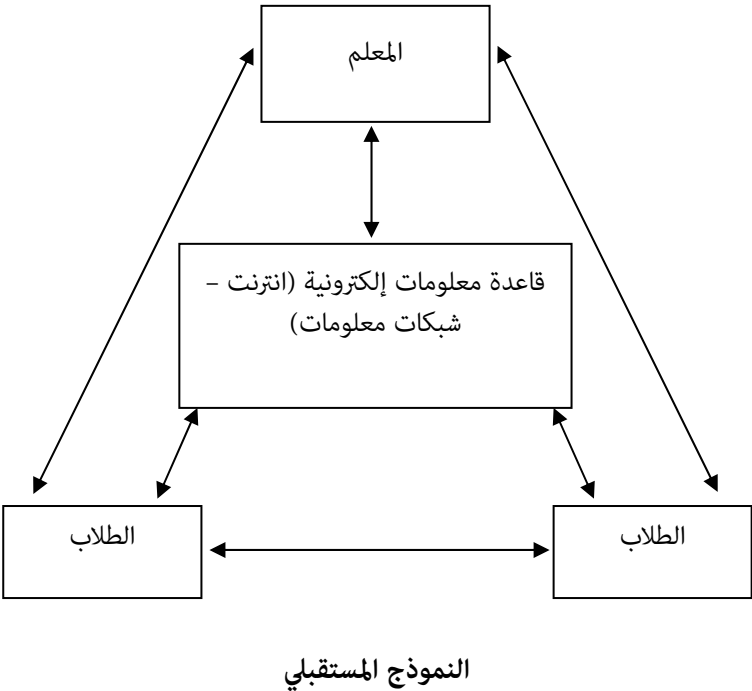 المعلم
قاعدة معلومات إلكترونية (انترنت –
شبكات معلومات)
الطلاب
الطلاب
النموذج المستقبلي